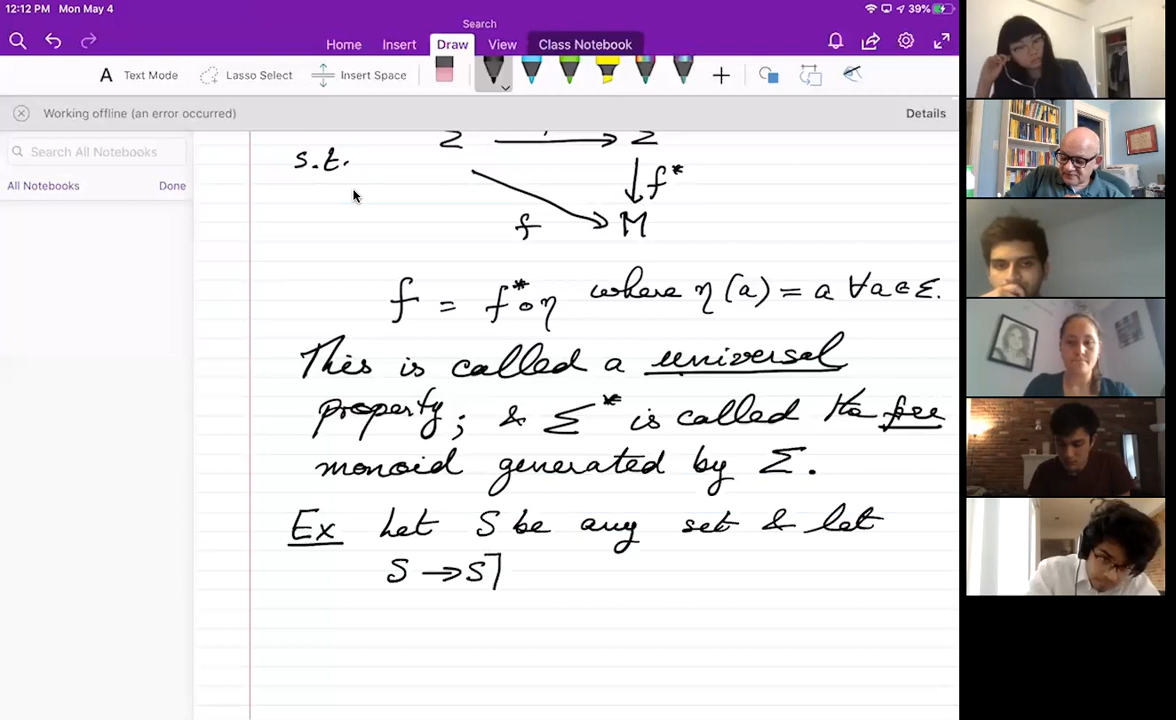 12:12 PM Mon May 4
39%
Search
Home Insert Draw View Class Notebook
Text Mode Lasso Select Insert Space
Working offline (an error occurred) Details
Search All Notebooks
All Notebooks Done
s.t.
f*
f M
f = f* ∘ η where η(a) = a ∀a∈Σ.
This is called a universal
property; & Σ* is called the free
monoid generated by Σ.
Ex Let S be any set & let
S → S]